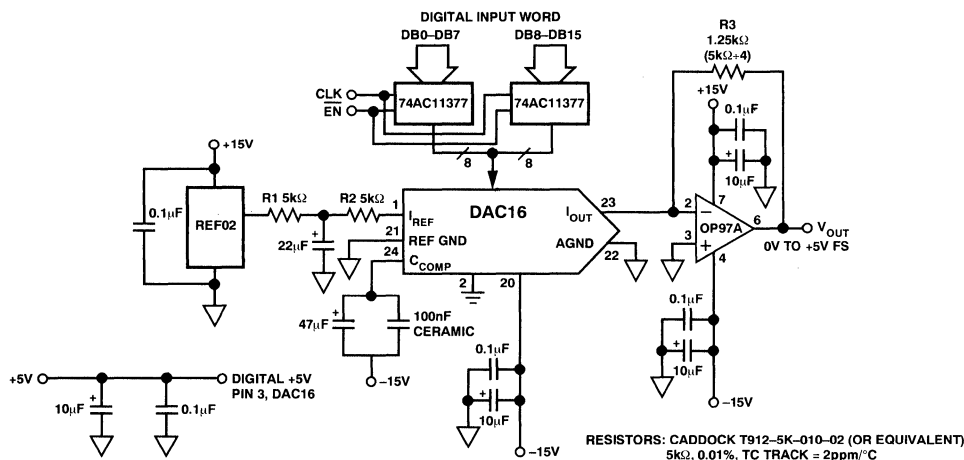 DIGITAL INPUT WORD
DB0–DB7
DB8–DB15
CLK
EN
74AC11377
74AC11377
8
8
R3
1.25kΩ
(5kΩ÷4)
+15V
0.1µF
+
10µF
+15V
0.1µF
REF02
R1 5kΩ
R2 5kΩ
+
22µF
1
21
24
I REF
REF GND
C COMP
DAC16
I OUT
AGND
23
22
2
20
2
3
7
6
4
–
+
OP97A
V OUT
0V TO +5V FS
47µF
+
100nF
CERAMIC
–15V
0.1µF
+
10µF
–15V
0.1µF
+
10µF
–15V
+5V
DIGITAL +5V
PIN 3, DAC16
10µF
+
0.1µF
RESISTORS: CADDOCK T912–5K–010–02 (OR EQUIVALENT)
5kΩ, 0.01%, TC TRACK = 2ppm/°C